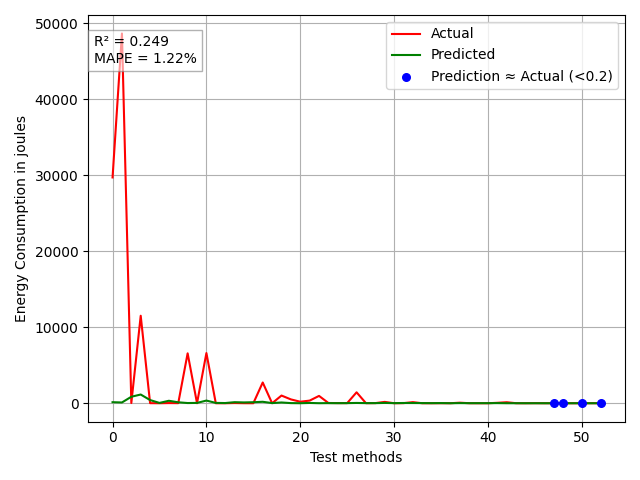 R² = 0.249
MAPE = 1.22%
Actual
Predicted
Prediction ≈ Actual (<0.2)
50000
40000
30000
20000
10000
0
Energy Consumption in joules
0 10 20 30 40 50
Test methods